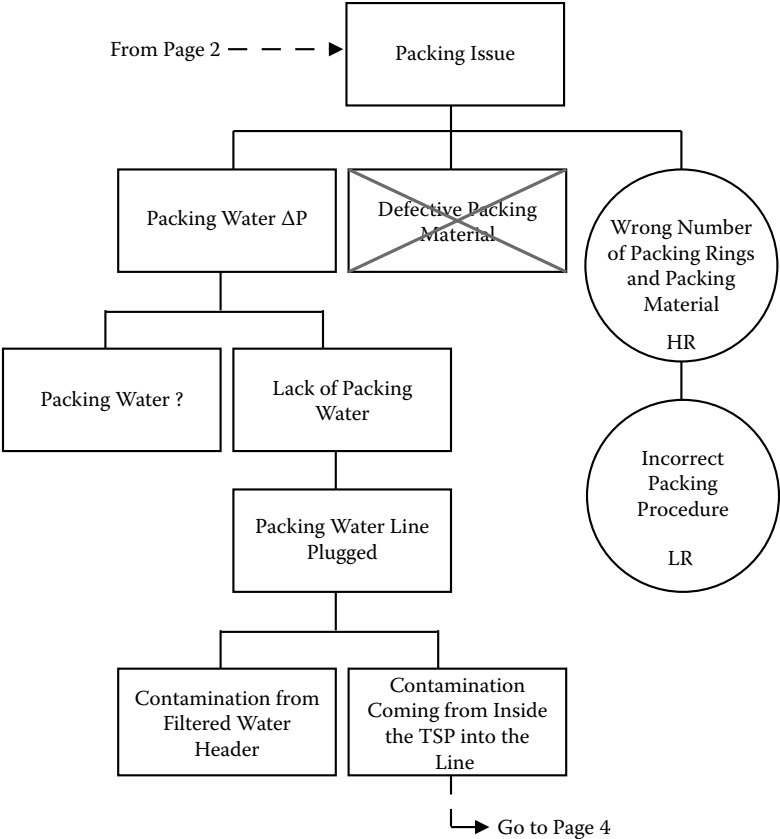 From Page 2
Packing Issue
Packing Water ΔP
Defective Packing
Material
Wrong Number
of Packing Rings
and Packing
Material
HR
Packing Water ?
Lack of Packing
Water
Incorrect
Packing
Procedure
LR
Packing Water Line
Plugged
Contamination from
Filtered Water
Header
Contamination
Coming from Inside
the TSP into the
Line
Go to Page 4